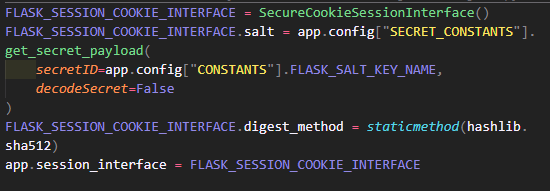 FLASK_SESSION_COOKIE_INTERFACE = SecureCookieSessionInterface()
FLASK_SESSION_COOKIE_INTERFACE.salt = app.config["SECRET_CONSTANTS"].
get_secret_payload(
    secretID=app.config["CONSTANTS"].FLASK_SALT_KEY_NAME,
    decodeSecret=False
)
FLASK_SESSION_COOKIE_INTERFACE.digest_method = staticmethod(hashlib.
sha512)
app.session_interface = FLASK_SESSION_COOKIE_INTERFACE